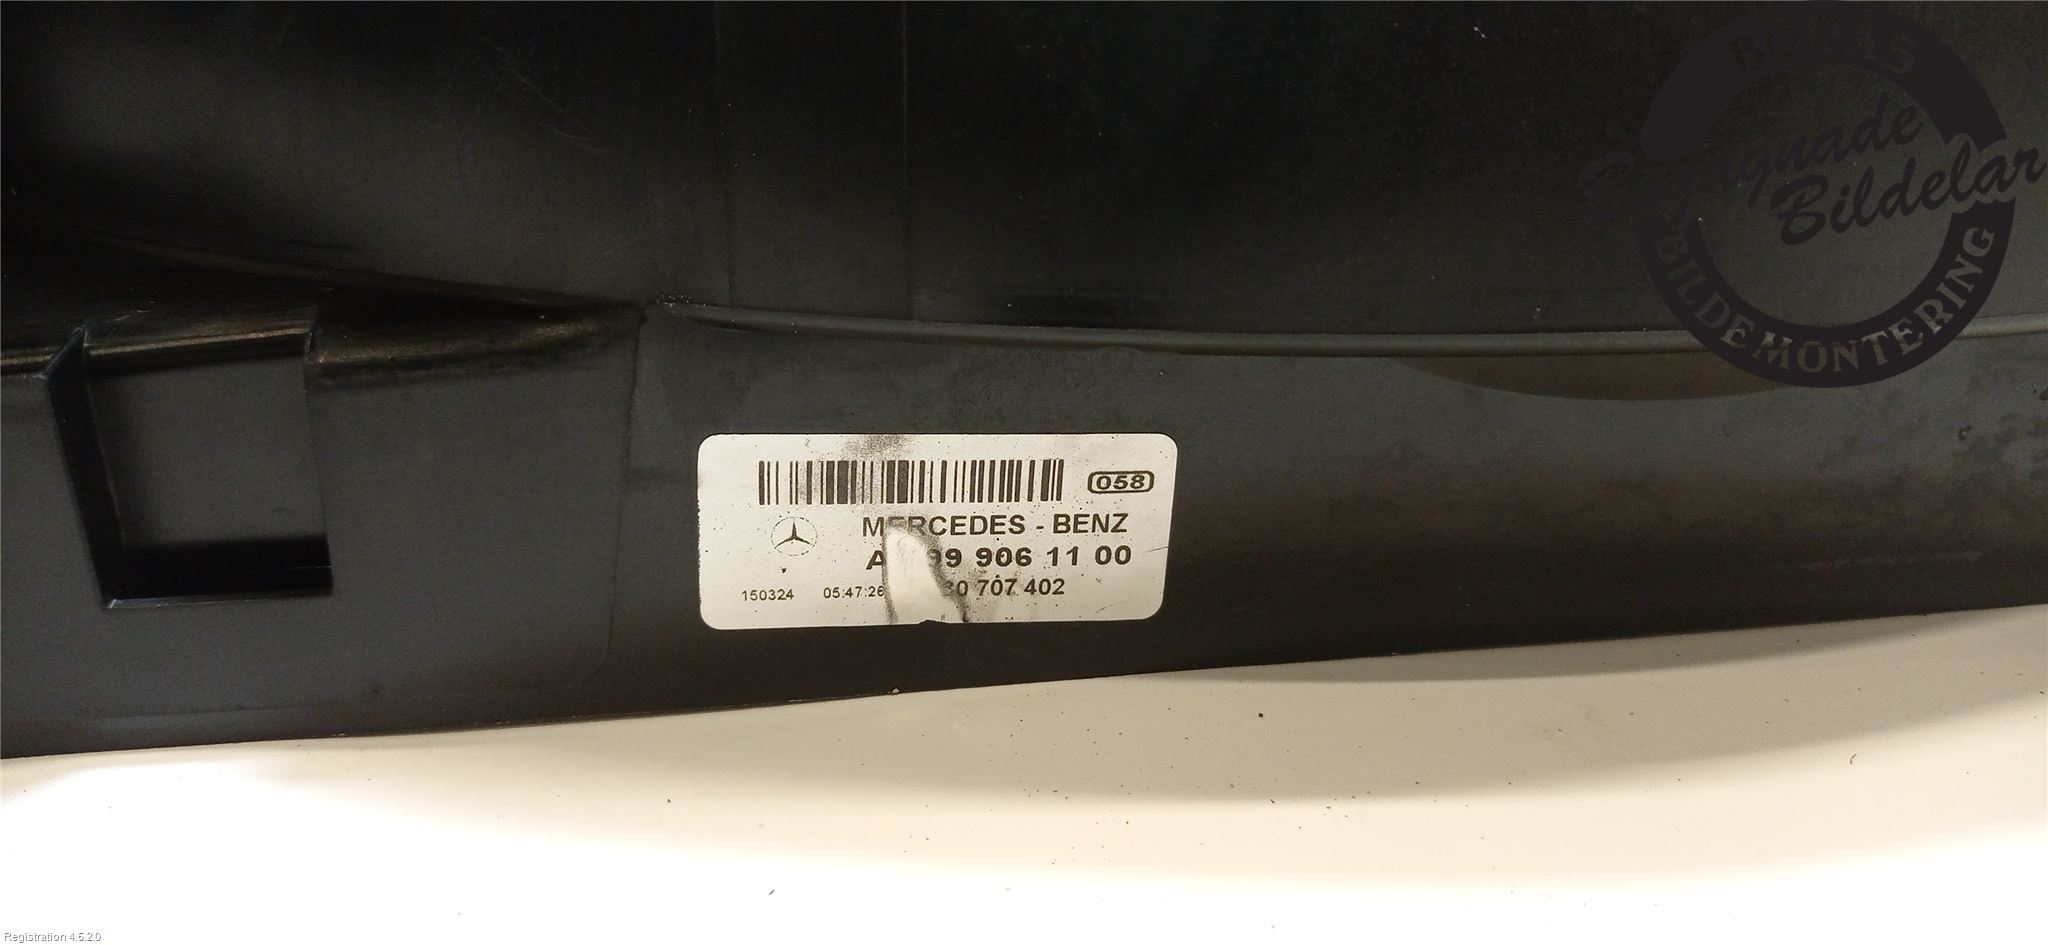 BORÅS
Begagnade
Bildelar
BILDEMONTERING
058
MERCEDES - BENZ
99 906 11 00
150324 05:47:26 707 402
Registration 4.5.2.0